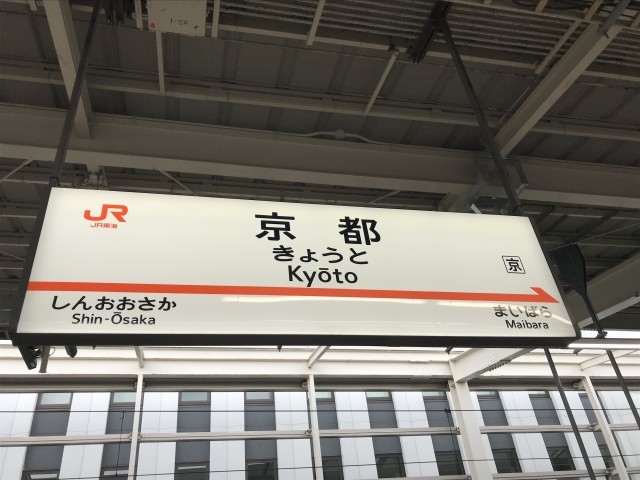 JR
JR東海
京都
きょうと
Kyōto
京
しんおおさか
Shin-Ōsaka
まいばら
Maibara